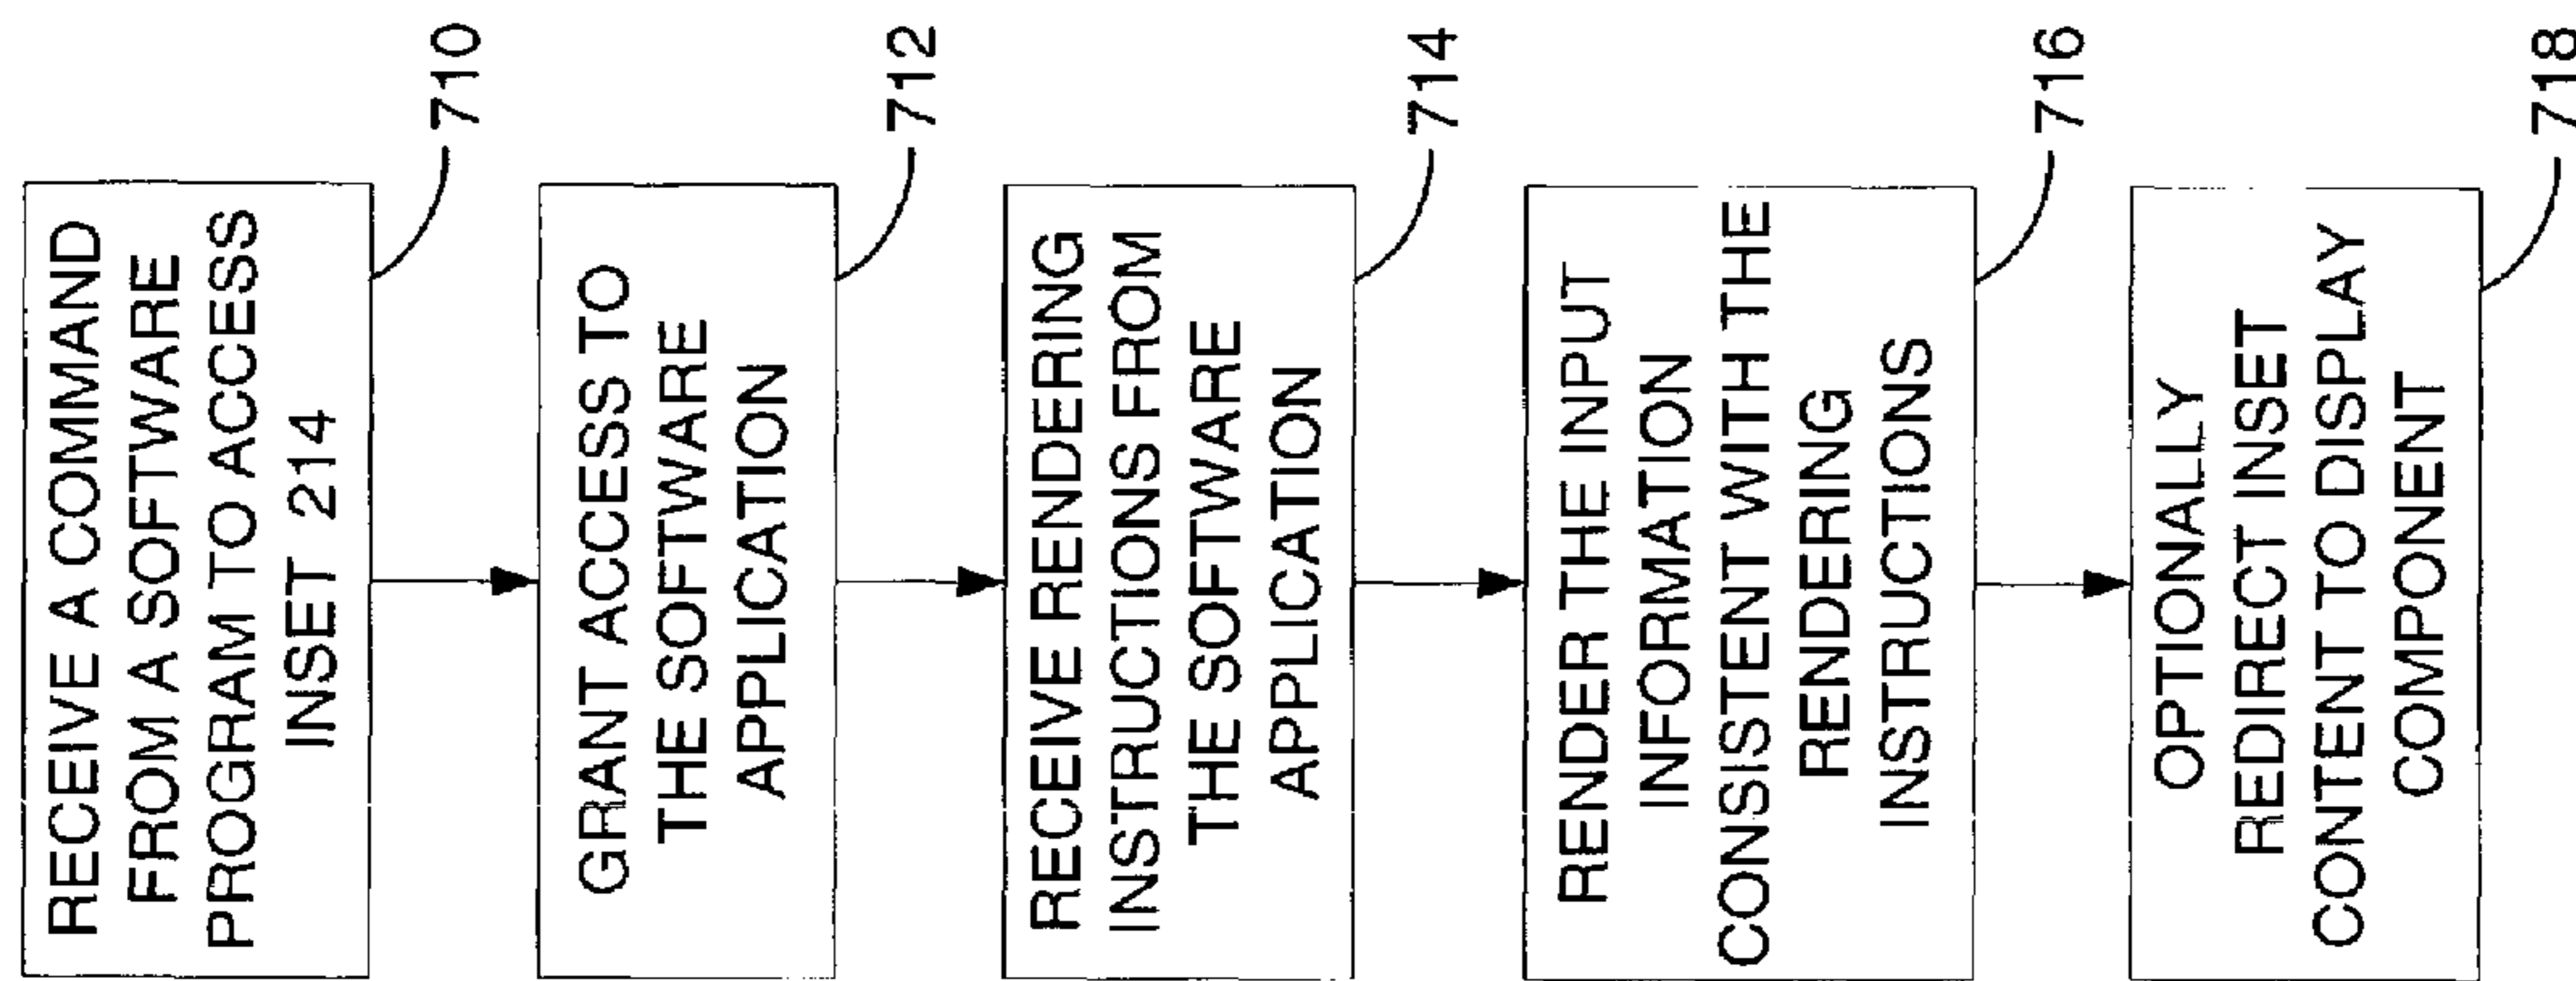 RECEIVE A COMMAND
FROM A SOFTWARE
PROGRAM TO ACCESS
INSET 214
710
GRANT ACCESS TO
THE SOFTWARE
APPLICATION
712
RECEIVE RENDERING
INSTRUCTIONS FROM
THE SOFTWARE
APPLICATION
714
RENDER THE INPUT
INFORMATION
CONSISTENT WITH THE
RENDERING
INSTRUCTIONS
716
OPTIONALLY
REDIRECT INSET
CONTENT TO DISPLAY
COMPONENT
718